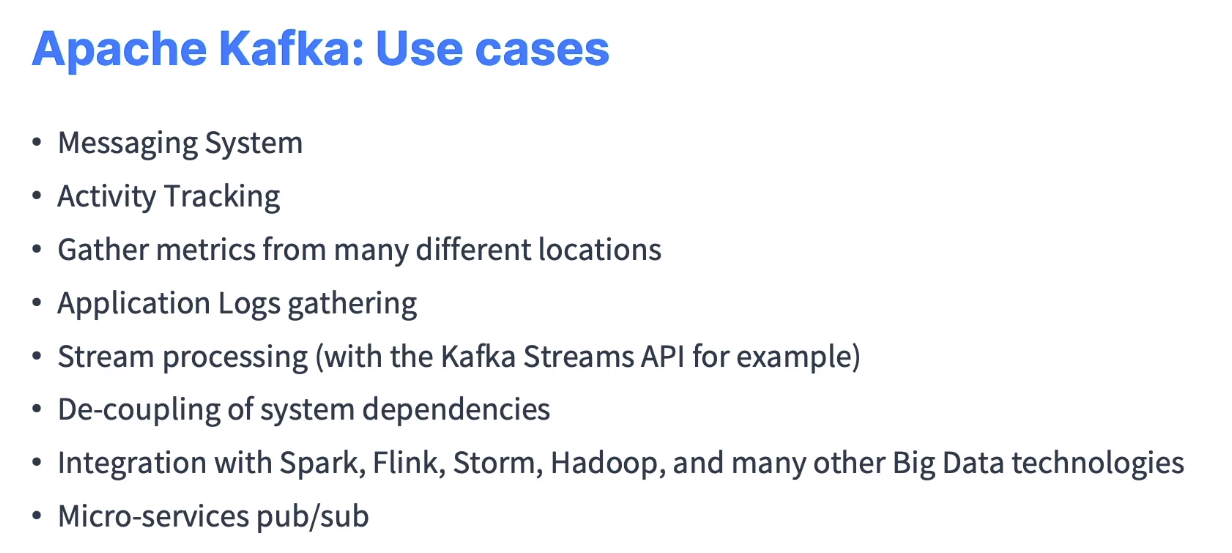 Apache Kafka: Use cases
• Messaging System
• Activity Tracking
• Gather metrics from many different locations
• Application Logs gathering
• Stream processing (with the Kafka Streams API for example)
• De-coupling of system dependencies
• Integration with Spark, Flink, Storm, Hadoop, and many other Big Data technologies
• Micro-services pub/sub